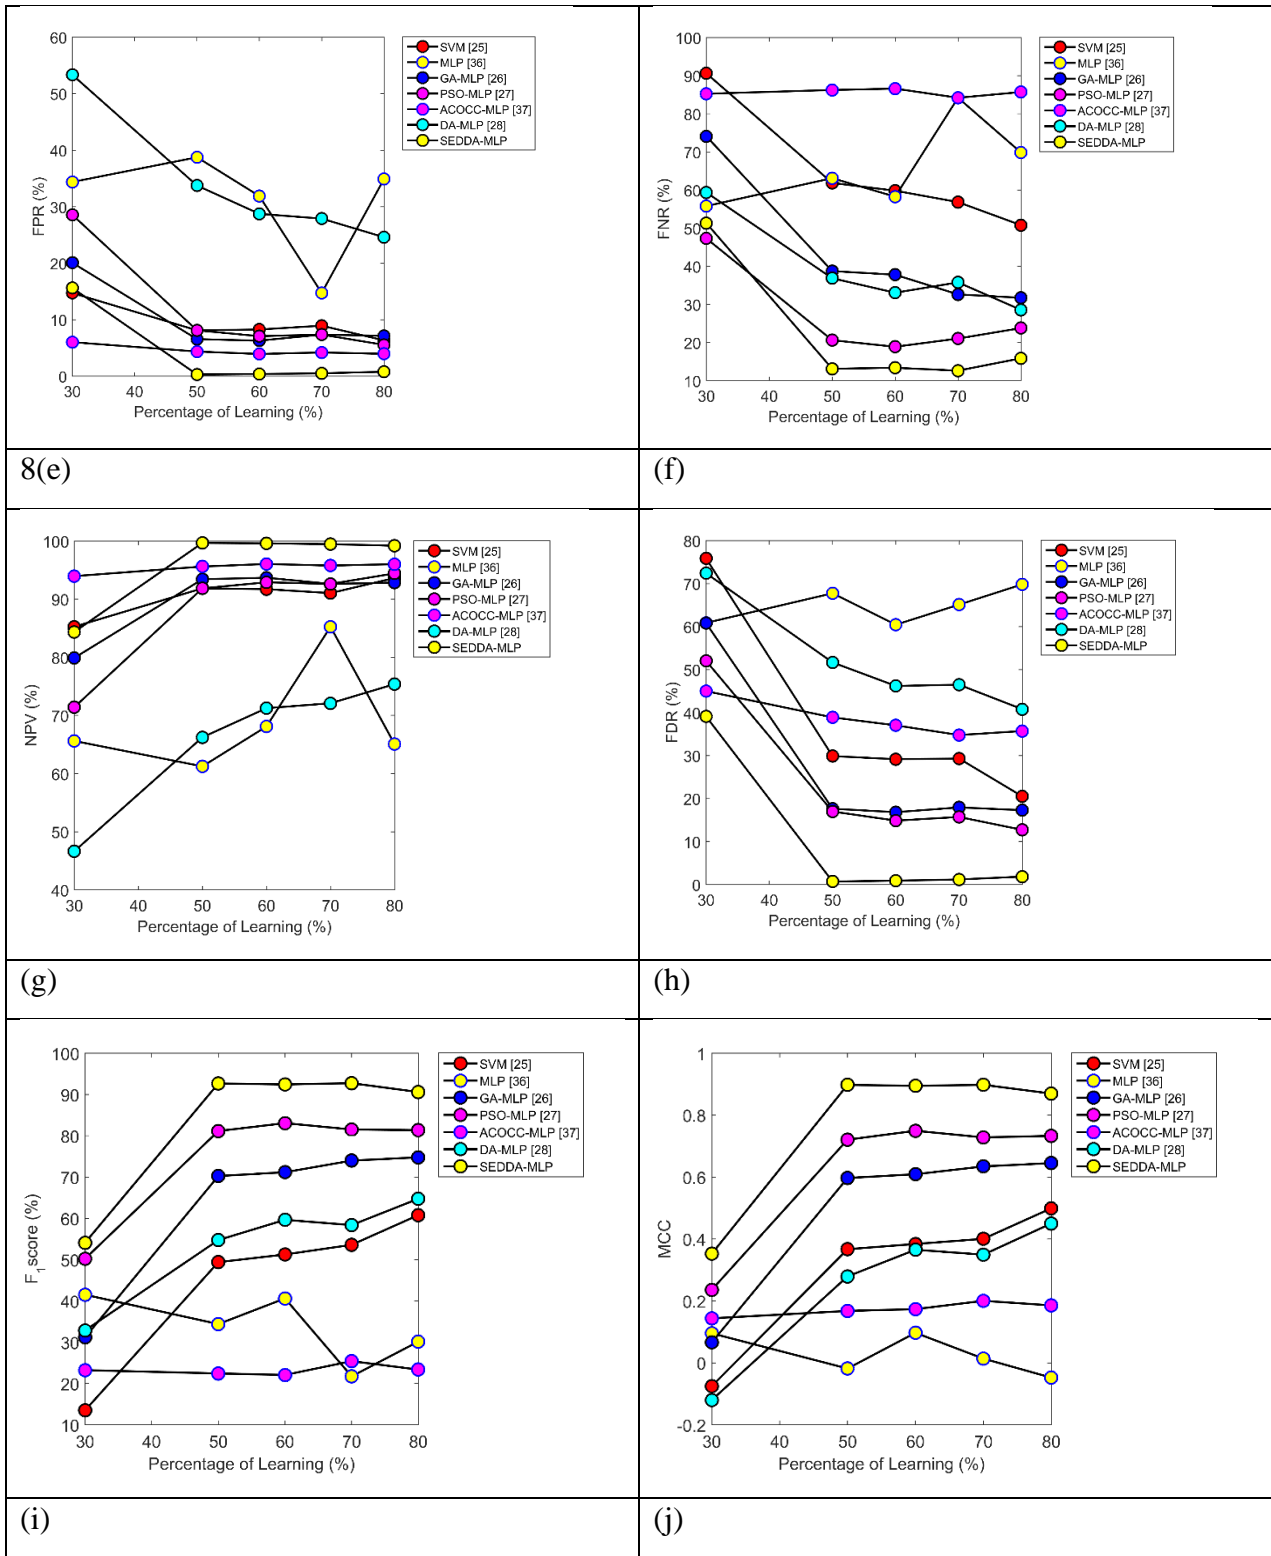 60
50
40
30
20
10
0
FPR (%)
30 40 50 60 70 80
Percentage of Learning (%)
SVM [25]
MLP [36]
GA-MLP [26]
PSO-MLP [27]
ACOCC-MLP [37]
DA-MLP [28]
SEDDA-MLP
100
90
80
70
60
50
40
30
20
10
FNR (%)
30 40 50 60 70 80
Percentage of Learning (%)
SVM [25]
MLP [36]
GA-MLP [26]
PSO-MLP [27]
ACOCC-MLP [37]
DA-MLP [28]
SEDDA-MLP
8(e)
(f)
100
90
80
70
60
50
40
NPV (%)
30 40 50 60 70 80
Percentage of Learning (%)
SVM [25]
MLP [36]
GA-MLP [26]
PSO-MLP [27]
ACOCC-MLP [37]
DA-MLP [28]
SEDDA-MLP
80
70
60
50
40
30
20
10
0
FDR (%)
30 40 50 60 70 80
Percentage of Learning (%)
SVM [25]
MLP [36]
GA-MLP [26]
PSO-MLP [27]
ACOCC-MLP [37]
DA-MLP [28]
SEDDA-MLP
(g)
(h)
100
90
80
70
60
50
40
30
20
10
F1 score (%)
30 40 50 60 70 80
Percentage of Learning (%)
SVM [25]
MLP [36]
GA-MLP [26]
PSO-MLP [27]
ACOCC-MLP [37]
DA-MLP [28]
SEDDA-MLP
1
0.8
0.6
0.4
0.2
0
-0.2
MCC
30 40 50 60 70 80
Percentage of Learning (%)
SVM [25]
MLP [36]
GA-MLP [26]
PSO-MLP [27]
ACOCC-MLP [37]
DA-MLP [28]
SEDDA-MLP
(i)
(j)